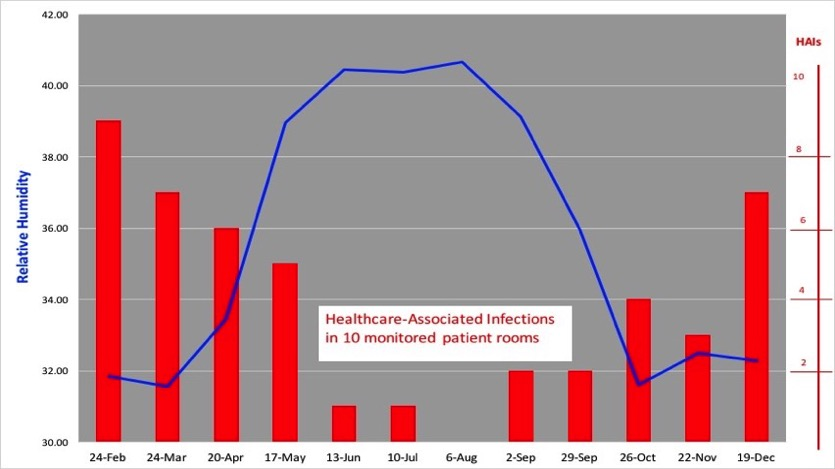 42.00
40.00
38.00
36.00
34.00
32.00
30.00
Relative Humidity
HAIs
10
8
6
4
2
Healthcare-Associated Infections
in 10 monitored patient rooms
24-Feb 24-Mar 20-Apr 17-May 13-Jun 10-Jul 6-Aug 2-Sep 29-Sep 26-Oct 22-Nov 19-Dec